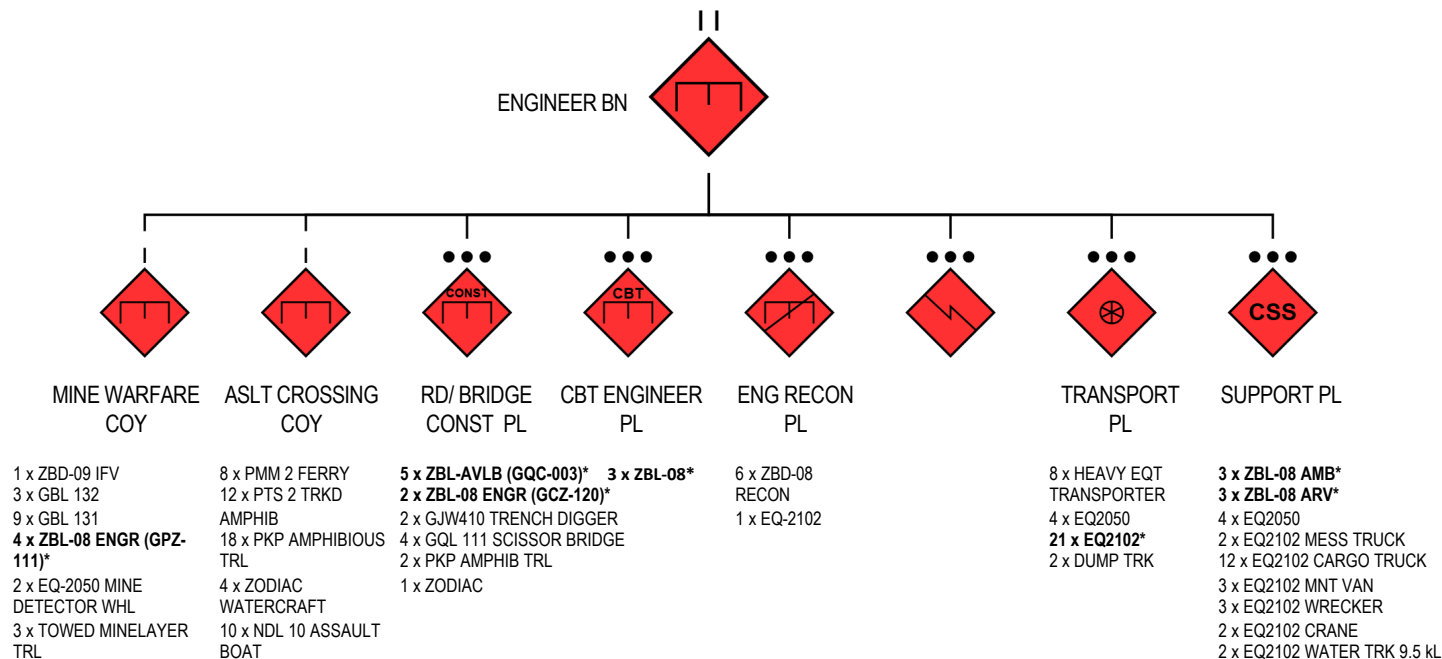 ENGINEER BN
CONST
CBT
CSS
MINE WARFARE
COY
ASLT CROSSING
COY
RD/ BRIDGE
CONST PL
CBT ENGINEER
PL
ENG RECON
PL
TRANSPORT
PL
SUPPORT PL
1 x ZBD-09 IFV
3 x GBL 132
9 x GBL 131
4 x ZBL-08 ENGR (GPZ-
111)*
2 x EQ-2050 MINE
DETECTOR WHL
3 x TOWED MINELAYER
TRL
8 x PMM 2 FERRY
12 x PTS 2 TRKD
AMPHIB
18 x PKP AMPHIBIOUS
TRL
4 x ZODIAC
WATERCRAFT
10 x NDL 10 ASSAULT
BOAT
5 x ZBL-AVLB (GQC-003)*
2 x ZBL-08 ENGR (GCZ-120)*
2 x GJW410 TRENCH DIGGER
4 x GQL 111 SCISSOR BRIDGE
2 x PKP AMPHIB TRL
1 x ZODIAC
3 x ZBL-08*
6 x ZBD-08
RECON
1 x EQ-2102
8 x HEAVY EQT
TRANSPORTER
4 x EQ2050
21 x EQ2102*
2 x DUMP TRK
3 x ZBL-08 AMB*
3 x ZBL-08 ARV*
4 x EQ2050
2 x EQ2102 MESS TRUCK
12 x EQ2102 CARGO TRUCK
3 x EQ2102 MNT VAN
3 x EQ2102 WRECKER
2 x EQ2102 CRANE
2 x EQ2102 WATER TRK 9.5 kL